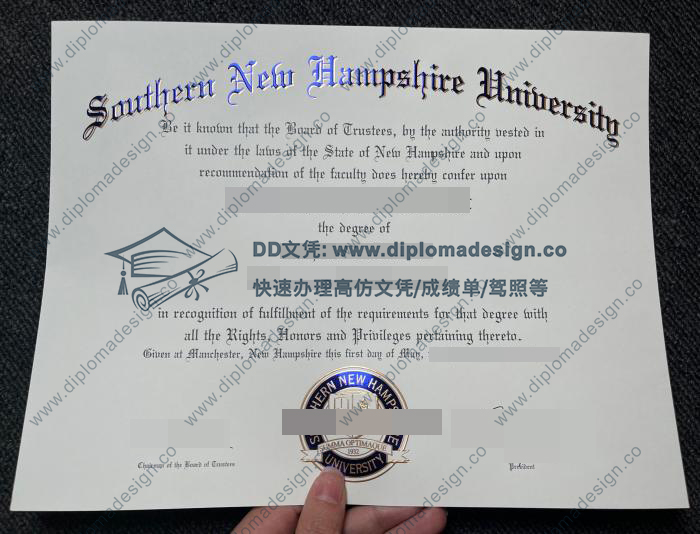 Southern New Hampshire University
Be it known that the Board of Trustees, by the authority vested in
it under the laws of the State of New Hampshire and upon
recommendation of the faculty does hereby confer upon
the degree of
DD文凭: www.diplomadesign.co
快速办理高仿文凭/成绩单/驾照等
in recognition of fulfillment of the requirements for that degree with
all the Rights, Honors and Privileges pertaining thereto.
Given at Manchester, New Hampshire this first day of May,
SUMMA OPTIMAQUE
1932
UNIVERSITY
Chairman of the Board of Trustees
President
www.diplomadesign.co